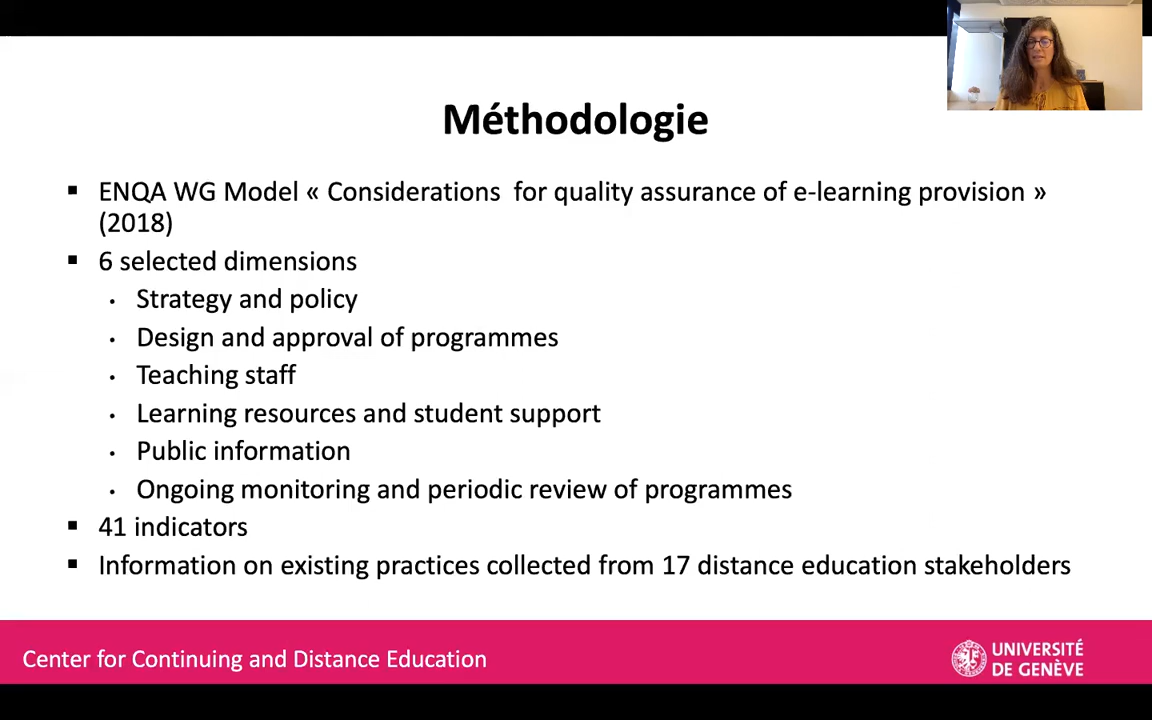 Méthodologie
▪ ENQA WG Model « Considerations for quality assurance of e-learning provision »
(2018)
▪ 6 selected dimensions
• Strategy and policy
• Design and approval of programmes
• Teaching staff
• Learning resources and student support
• Public information
• Ongoing monitoring and periodic review of programmes
▪ 41 indicators
▪ Information on existing practices collected from 17 distance education stakeholders
Center for Continuing and Distance Education
UNIVERSITÉ
DE GENÈVE